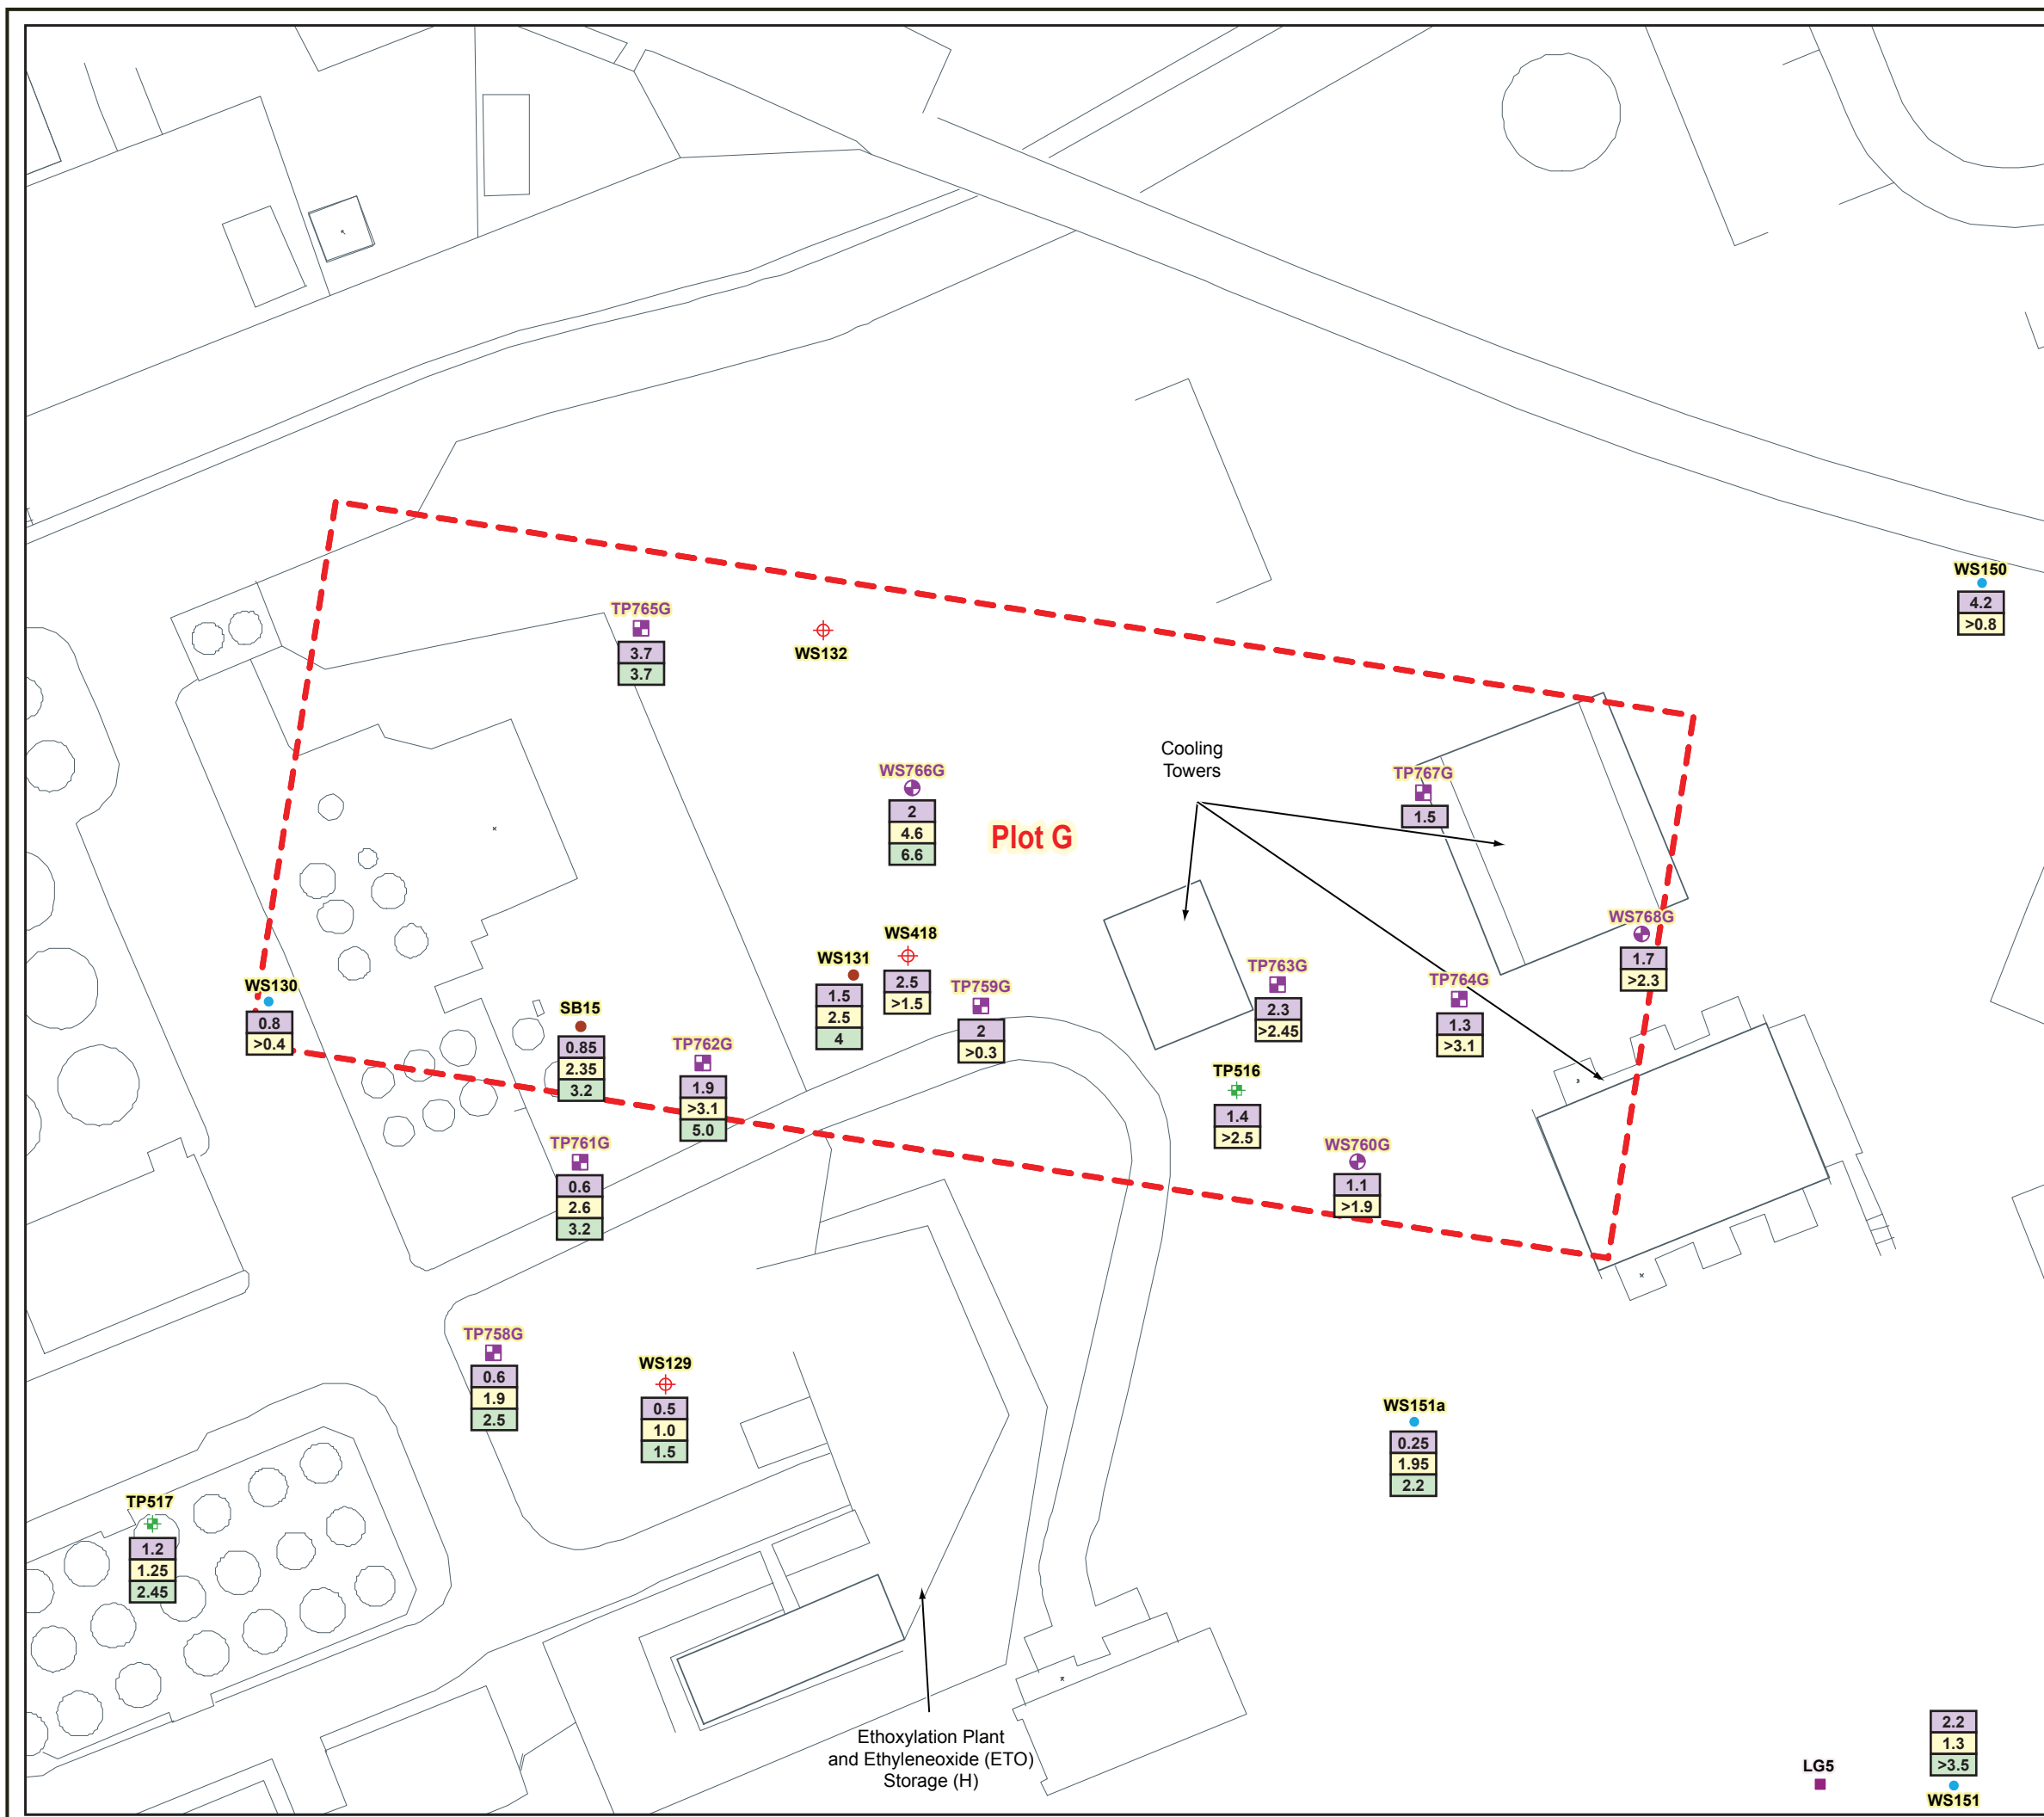 WS150
4.2
>0.8
TP765G
3.7
3.7
WS132
Cooling
Towers
WS766G
2
4.6
6.6
Plot G
TP767G
1.5
WS768G
1.7
>2.3
WS418
2.5
>1.5
WS131
1.5
2.5
4
TP759G
2
>0.3
TP763G
2.3
>2.45
TP764G
1.3
>3.1
WS130
0.8
>0.4
SB15
0.85
2.35
3.2
TP762G
1.9
>3.1
5.0
TP516
1.4
>2.5
TP761G
0.6
2.6
3.2
WS760G
1.1
>1.9
TP758G
0.6
1.9
2.5
WS129
0.5
1.0
1.5
WS151a
0.25
1.95
2.2
TP517
1.2
1.25
2.45
Ethoxylation Plant
and Ethyleneoxide (ETO)
Storage (H)
LG5
2.2
1.3
>3.5
WS151